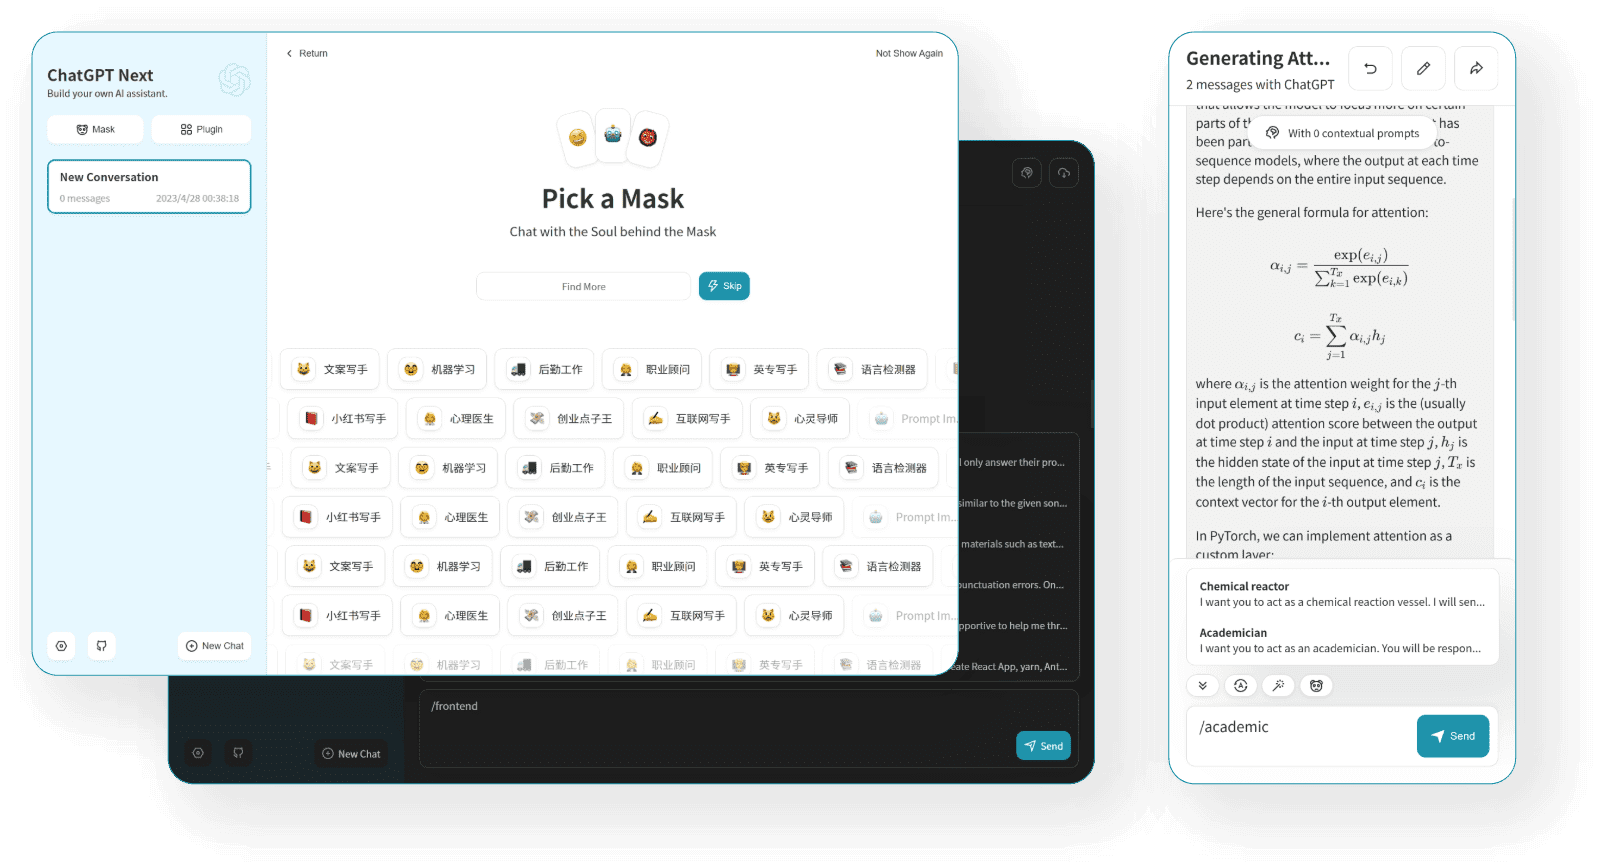 ChatGPT Next
Build your own AI assistant.
Mask
Plugin
New Conversation
0 messages
2023/4/28 00:38:18
New Chat
Return
Not Show Again
Pick a Mask
Chat with the Soul behind the Mask
Find More
Skip
文案写手
机器学习
后勤工作
职业顾问
英专写手
语言检测器
小红书写手
心理医生
创业点子王
互联网写手
心灵导师
Prompt Im...
文案写手
机器学习
后勤工作
职业顾问
英专写手
语言检测器
小红书写手
心理医生
创业点子王
互联网写手
心灵导师
Prompt Im...
文案写手
机器学习
后勤工作
职业顾问
英专写手
语言检测器
小红书写手
心理医生
创业点子王
互联网写手
心灵导师
Prompt Im...
文案写手
机器学习
后勤工作
职业顾问
英专写手
语言检测器
I only answer their pro...
similar to the given son...
materials such as text...
punctuation errors. On...
pportive to help me thr...
eate React App, yarn, Ant...
/frontend
Send
New Chat
Generating Att...
2 messages with ChatGPT
that allows the model to focus more on certain
parts of t
has
With 0 contextual prompts
been part
to-
sequence models, where the output at each time
step depends on the entire input sequence.
Here's the general formula for attention:
α_{i,j} = exp(e_{i,j}) / ∑_{k=1}^{T_x} exp(e_{i,k})
c_i = ∑_{j=1}^{T_x} α_{i,j} h_j
where α_{i,j} is the attention weight for the j-th
input element at time step i, e_{i,j} is the (usually
dot product) attention score between the output
at time step i and the input at time step j, h_j is
the hidden state of the input at time step j, T_x is
the length of the input sequence, and c_i is the
context vector for the i-th output element.
In PyTorch, we can implement attention as a
custom layer:
Chemical reactor
I want you to act as a chemical reaction vessel. I will sen...
Academician
I want you to act as an academician. You will be respon...
/academic
Send